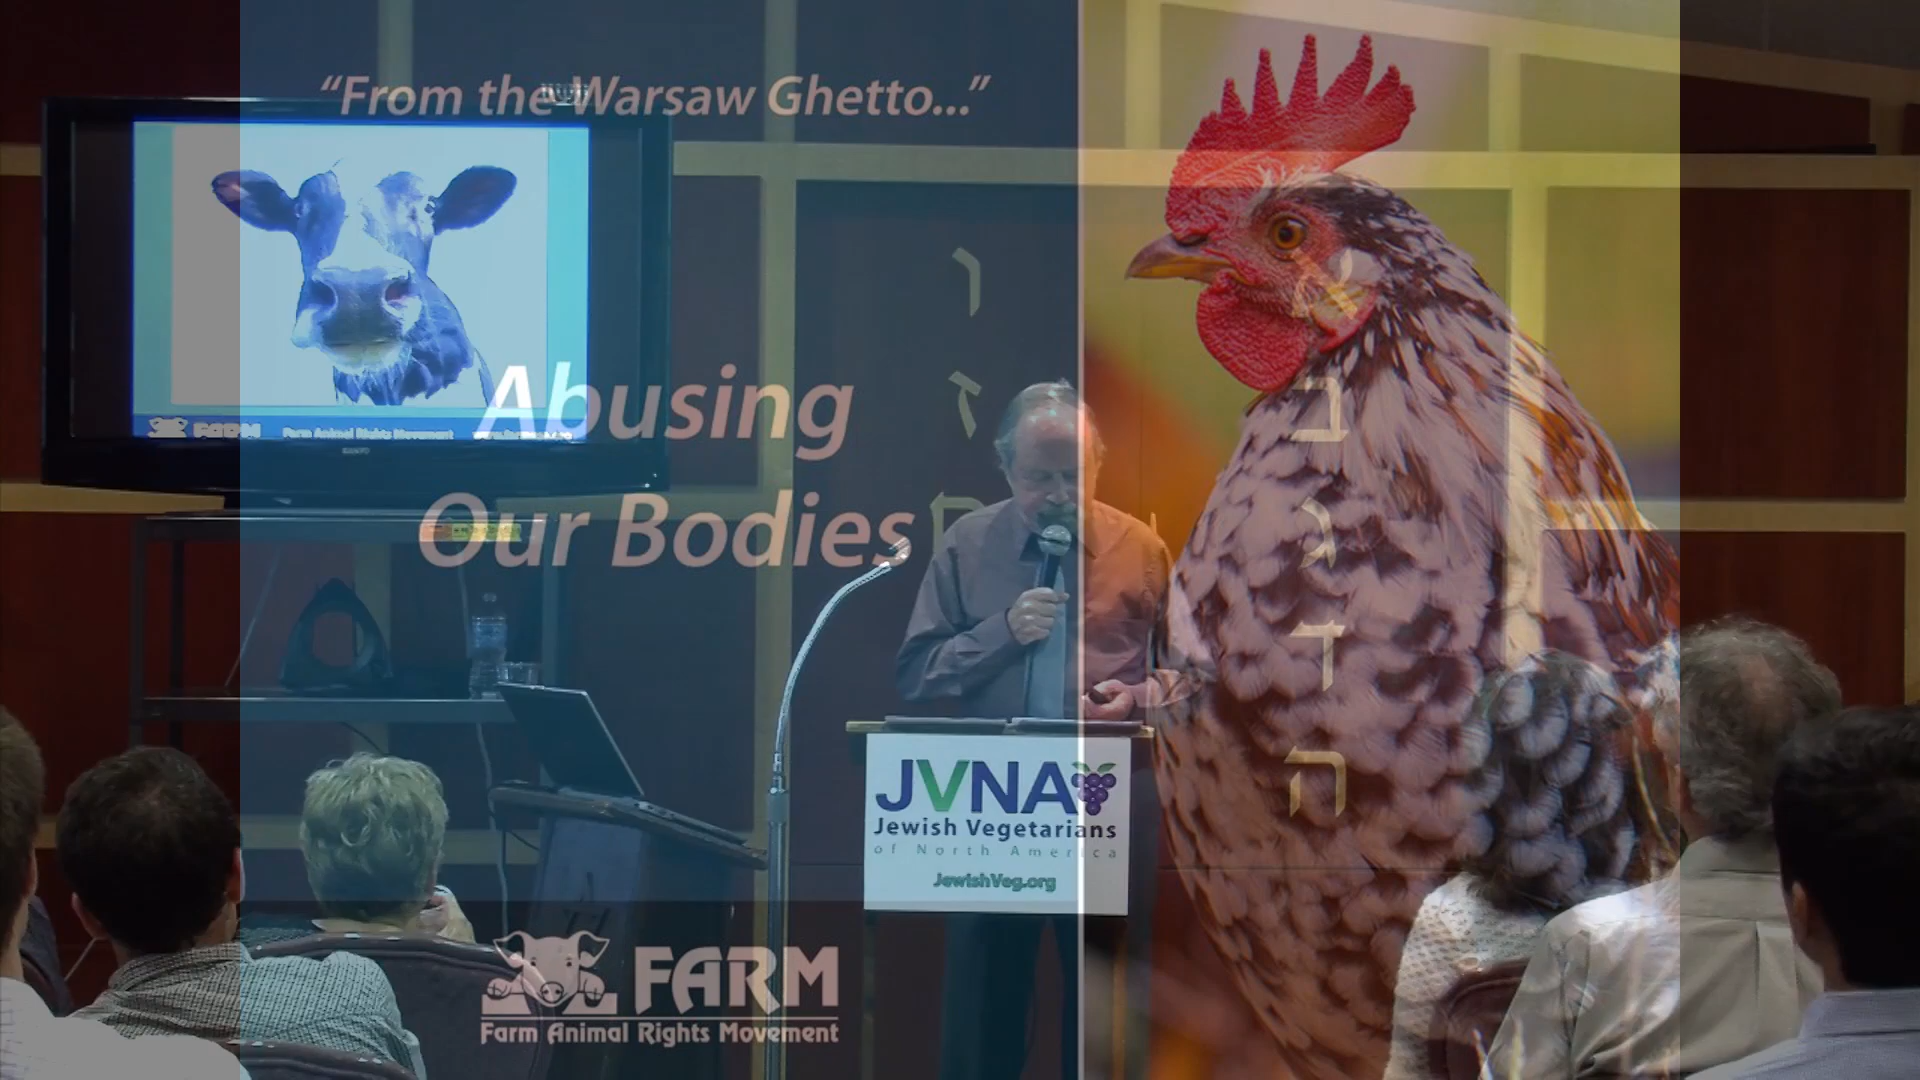 “From the Warsaw Ghetto...”
FARM
Farm Animal Rights Movement
SANYO
Abusing
Our Bodies
ו
ז
ח
א
ב
ג
ד
ה
JVNA
Jewish Vegetarians
of North America
JewishVeg.org
FARM
Farm Animal Rights Movement